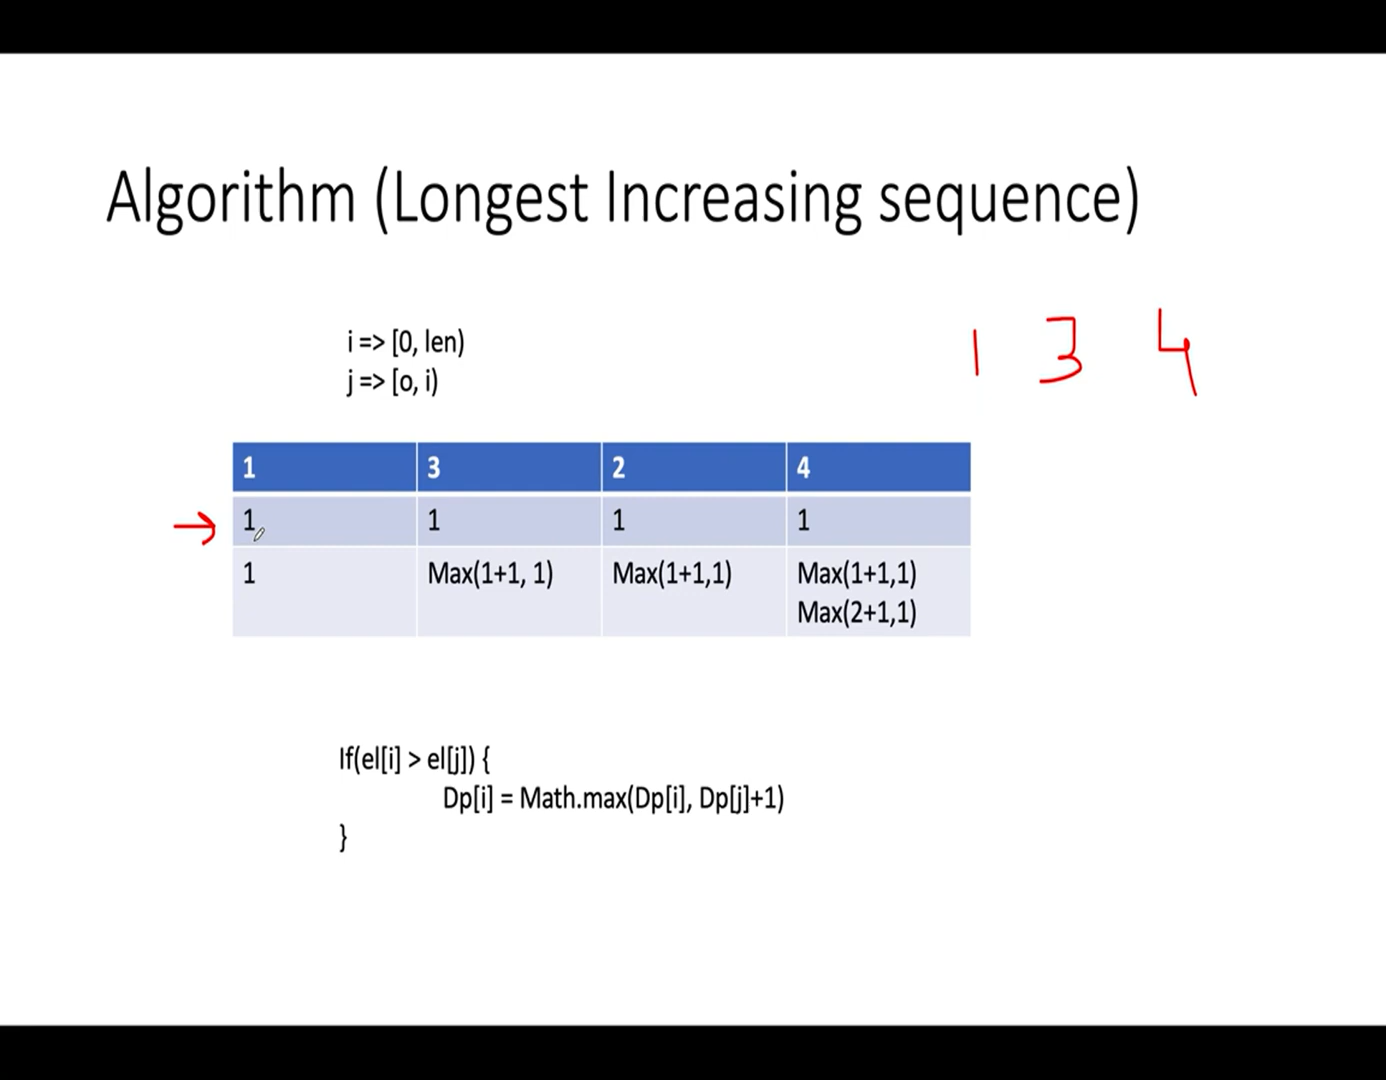 Algorithm (Longest Increasing sequence)
i => [0, len)
j => [o, i)
1 3 4
1 3 2 4
1 1 1 1
1 Max(1+1, 1) Max(1+1,1) Max(1+1,1)
Max(2+1,1)
If(el[i] > el[j]) {
Dp[i] = Math.max(Dp[i], Dp[j]+1)
}